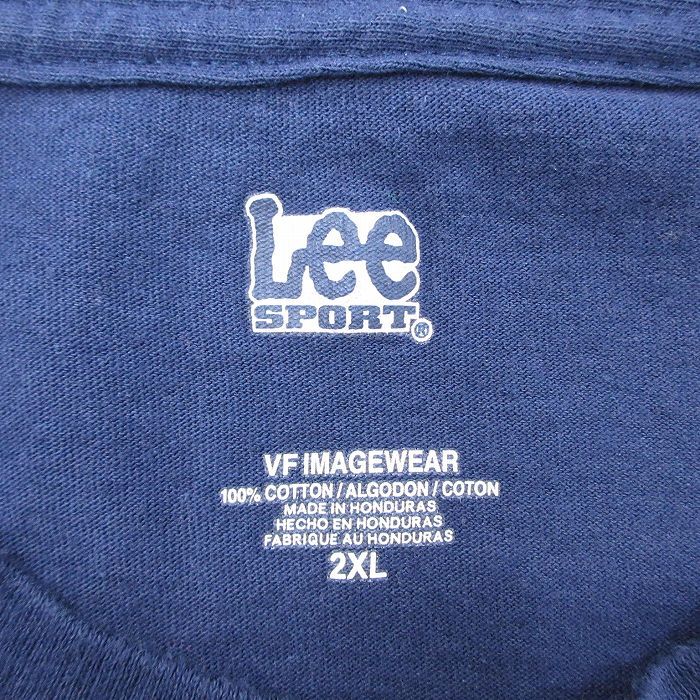 Lee
SPORT®
VF IMAGEWEAR
100% COTTON / ALGODON / COTON
MADE IN HONDURAS
HECHO EN HONDURAS
FABRIQUE AU HONDURAS
2XL